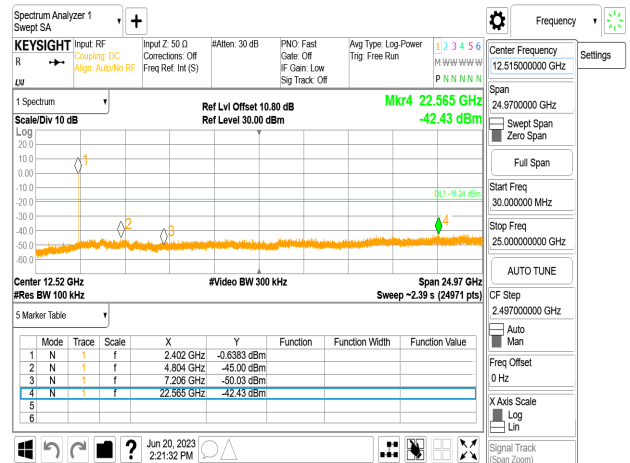 Spectrum Analyzer 1
Swept SA
Frequency
KEYSIGHT
R
LXI
Input: RF
Coupling: DC
Align: Auto/No RF
Input Z: 50 Ω
Corrections: Off
Freq Ref: Int (S)
#Atten: 30 dB
PNO: Fast
Gate: Off
IF Gain: Low
Sig Track: Off
Avg Type: Log-Power
Trig: Free Run
1 2 3 4 5 6
M W W W W W
P N N N N N
Center Frequency
12.515000000 GHz
Settings
1 Spectrum
Scale/Div 10 dB
Ref Lvl Offset 10.80 dB
Ref Level 30.00 dBm
Mkr4 22.565 GHz
-42.43 dBm
Log
20.0
10.0
0.00
-10.0
-20.0
-30.0
-40.0
-50.0
-60.0
1
2
3
4
DL1 -18.24 dBm
Center 12.52 GHz
#Video BW 300 kHz
Span 24.97 GHz
#Res BW 100 kHz
Sweep ~2.39 s (24971 pts)
Span
24.9700000 GHz
Swept Span
Zero Span
Full Span
Start Freq
30.000000 MHz
Stop Freq
25.00000000 GHz
AUTO TUNE
CF Step
2.497000000 GHz
Auto
Man
Freq Offset
0 Hz
X Axis Scale
Log
Lin
Signal Track
(Span Zoom)
5 Marker Table
Mode Trace Scale X Y Function Function Width Function Value
1 N 1 f 2.402 GHz -0.6383 dBm
2 N 1 f 4.804 GHz -45.00 dBm
3 N 1 f 7.206 GHz -50.03 dBm
4 N 1 f 22.565 GHz -42.43 dBm
5
6
?
Jun 20, 2023
2:21:32 PM